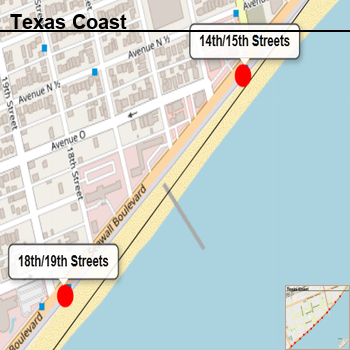 Texas Coast
14th/15th Streets
Avenue N ½
Avenue N ½
19th Street
Avenue O
18th Street
wall Boulevard
18th/19th Streets
Boulevard
Texas Coast